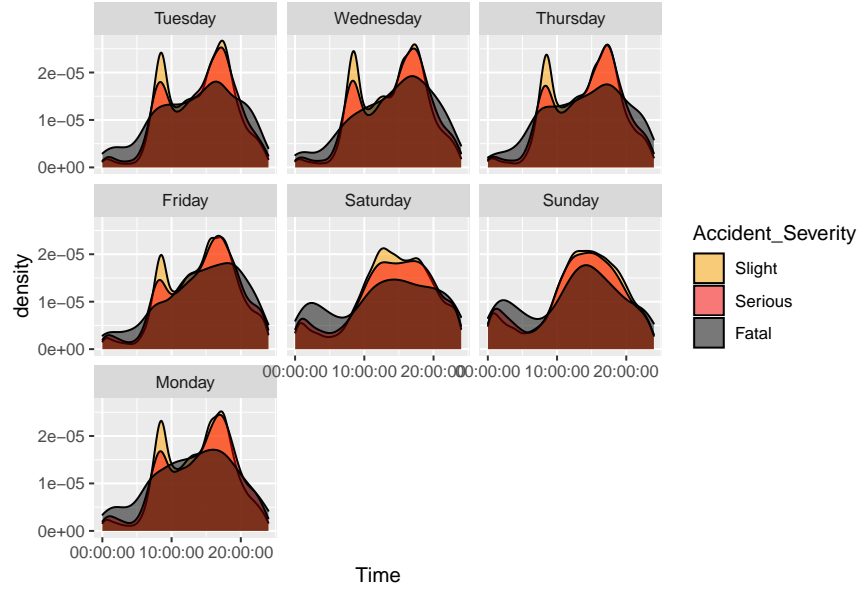 Tuesday Wednesday Thursday
2e−05
1e−05
0e+00
Friday Saturday Sunday
2e−05
1e−05
0e+00
00:00:00 10:00:00 20:00:00 00:00:00 10:00:00 20:00:00
Monday
2e−05
1e−05
0e+00
00:00:00 10:00:00 20:00:00
Time
density
Accident_Severity
Slight
Serious
Fatal